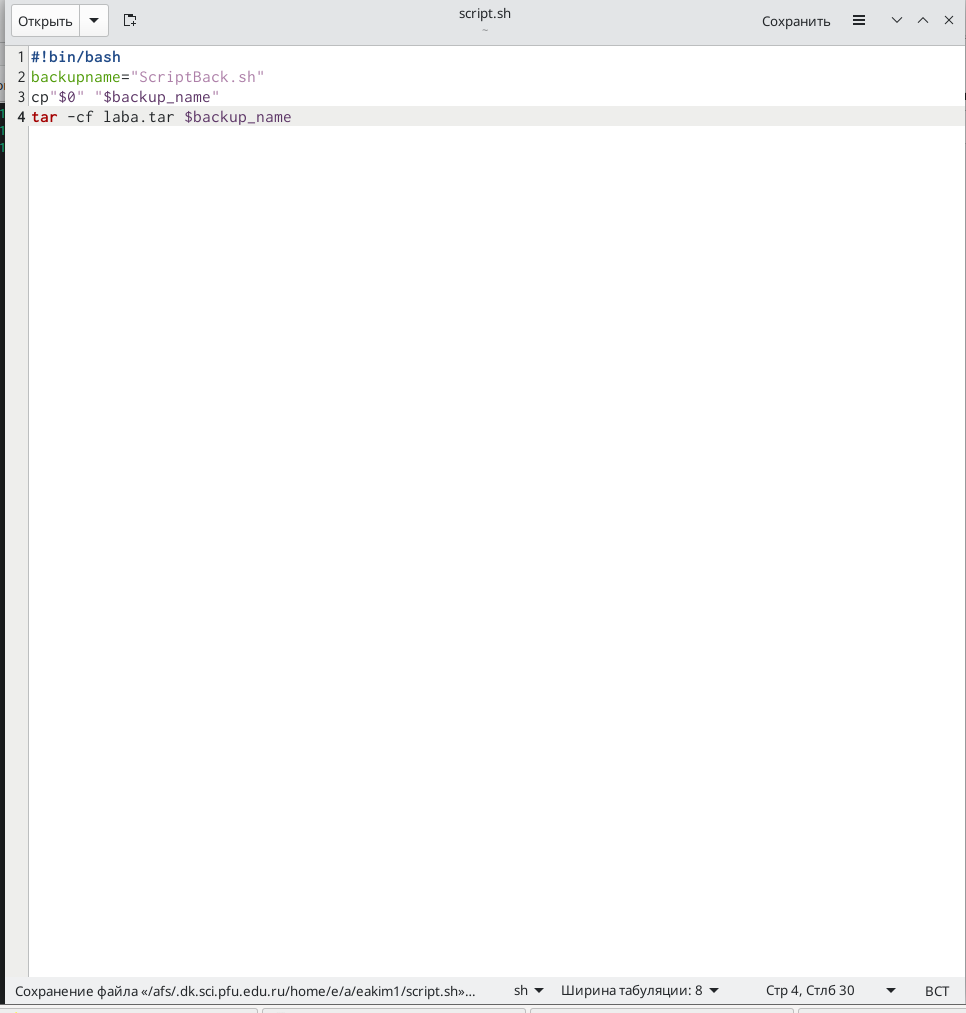 Открыть
script.sh
~
Сохранить
1 #!bin/bash
2 backupname="ScriptBack.sh"
3 cp"$0" "$backup_name"
4 tar -cf laba.tar $backup_name
Сохранение файла «/afs/.dk.sci.pfu.edu.ru/home/e/a/eakim1/script.sh»…
sh
Ширина табуляции: 8
Стр 4, Стлб 30
ВСТ